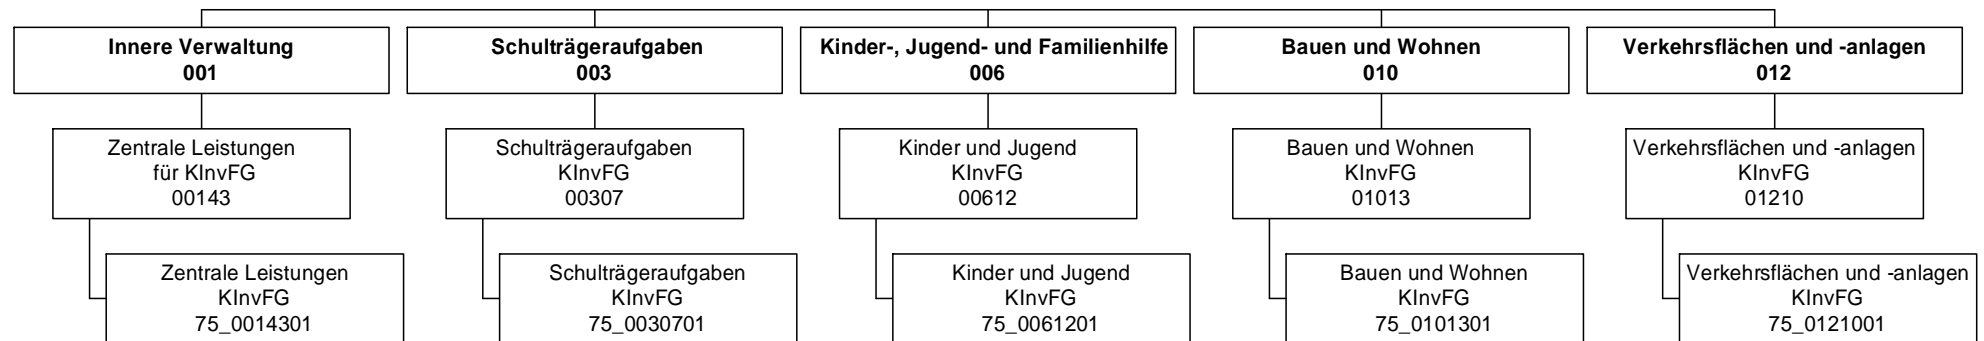 Innere Verwaltung
001
Schulträgeraufgaben
003
Kinder-, Jugend- und Familienhilfe
006
Bauen und Wohnen
010
Verkehrsflächen und -anlagen
012
Zentrale Leistungen
für KInvFG
00143
Schulträgeraufgaben
KInvFG
00307
Kinder und Jugend
KInvFG
00612
Bauen und Wohnen
KInvFG
01013
Verkehrsflächen und -anlagen
KInvFG
01210
Zentrale Leistungen
KInvFG
75_0014301
Schulträgeraufgaben
KInvFG
75_0030701
Kinder und Jugend
KInvFG
75_0061201
Bauen und Wohnen
KInvFG
75_0101301
Verkehrsflächen und -anlagen
KInvFG
75_0121001